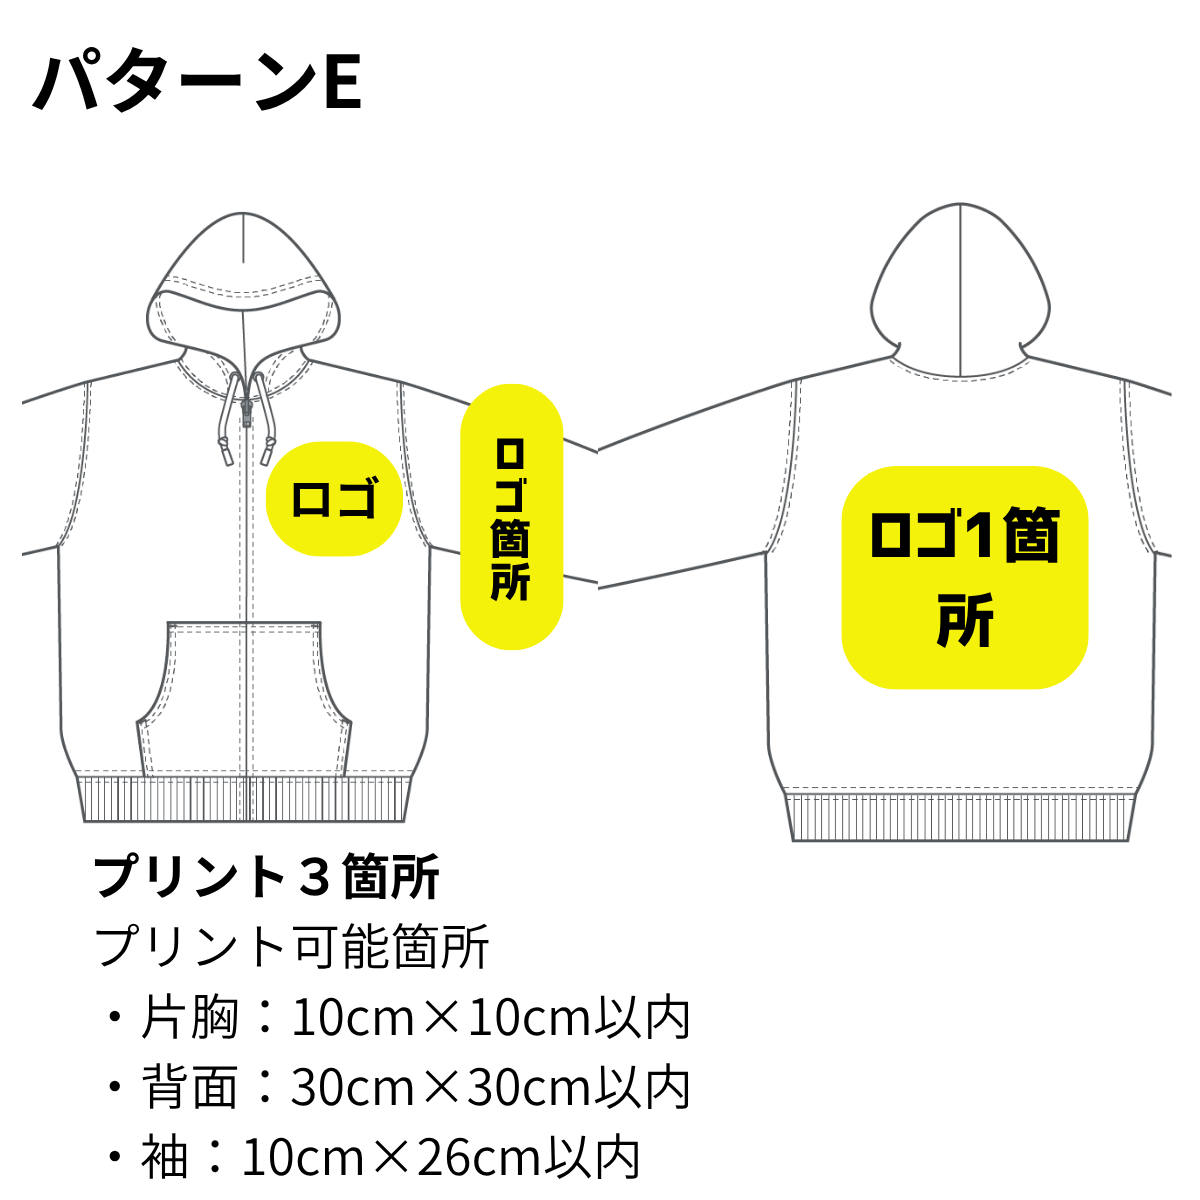 パターンE
ロゴ
ロゴ箇所
ロゴ1箇
所
プリント３箇所
プリント可能箇所
・片胸：10cm×10cm以内
・背面：30cm×30cm以内
・袖：10cm×26cm以内